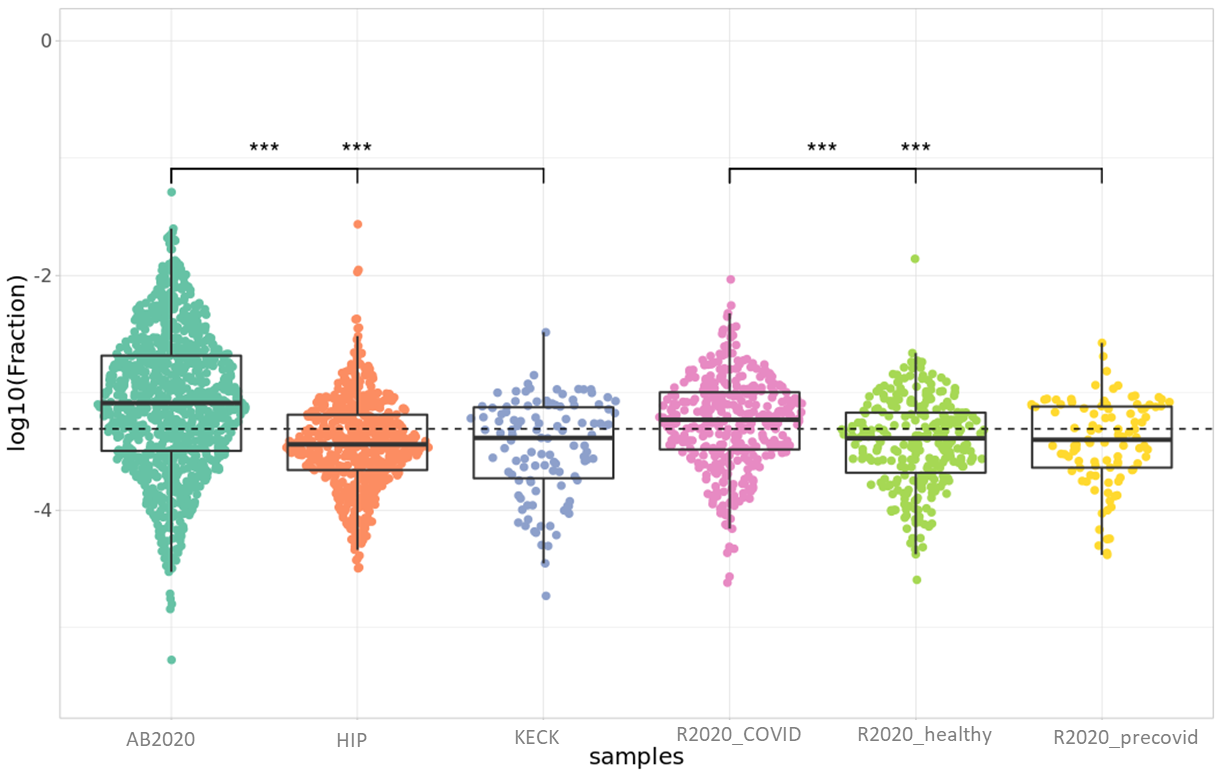 0
*** *** *** ***
-2
-4
log10(Fraction)
AB2020 HIP KECK R2020_COVID R2020_healthy R2020_precovid
samples